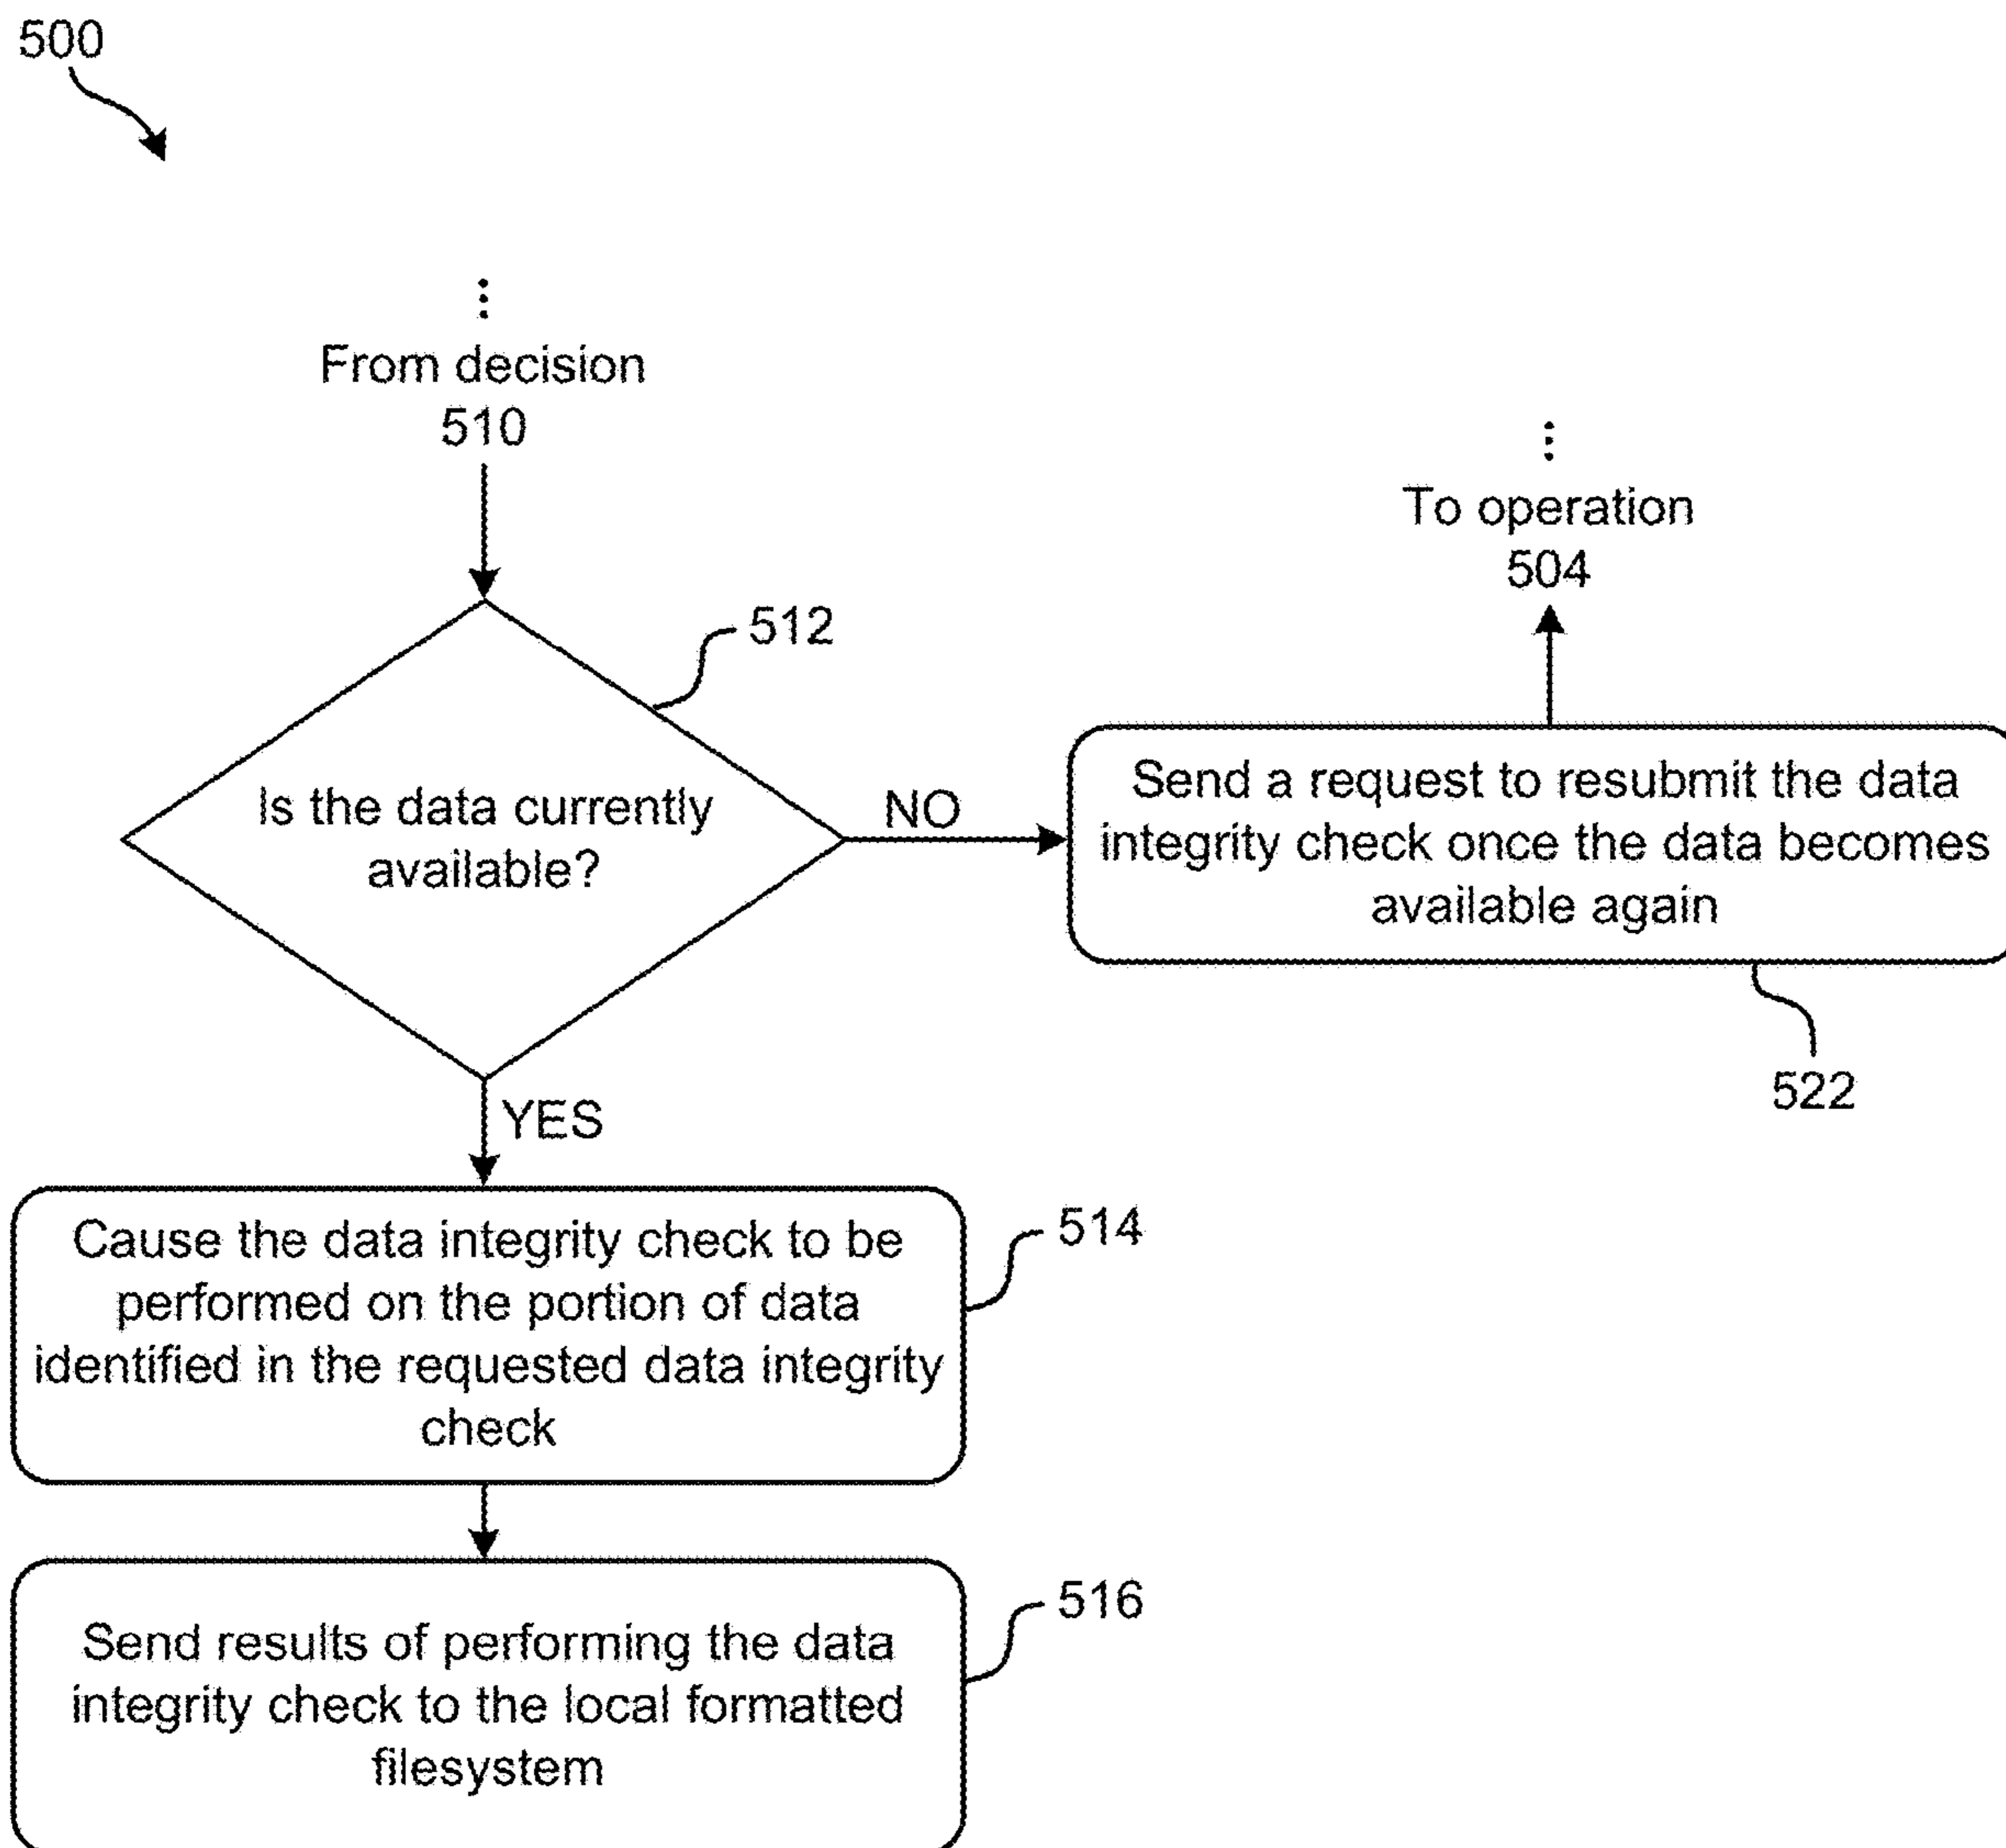 500
⋮
From decision
510
⋮
To operation
504
512
Is the data currently
available?
NO
Send a request to resubmit the data
integrity check once the data becomes
available again
522
YES
Cause the data integrity check to be
performed on the portion of data
identified in the requested data integrity
check
514
Send results of performing the data
integrity check to the local formatted
filesystem
516